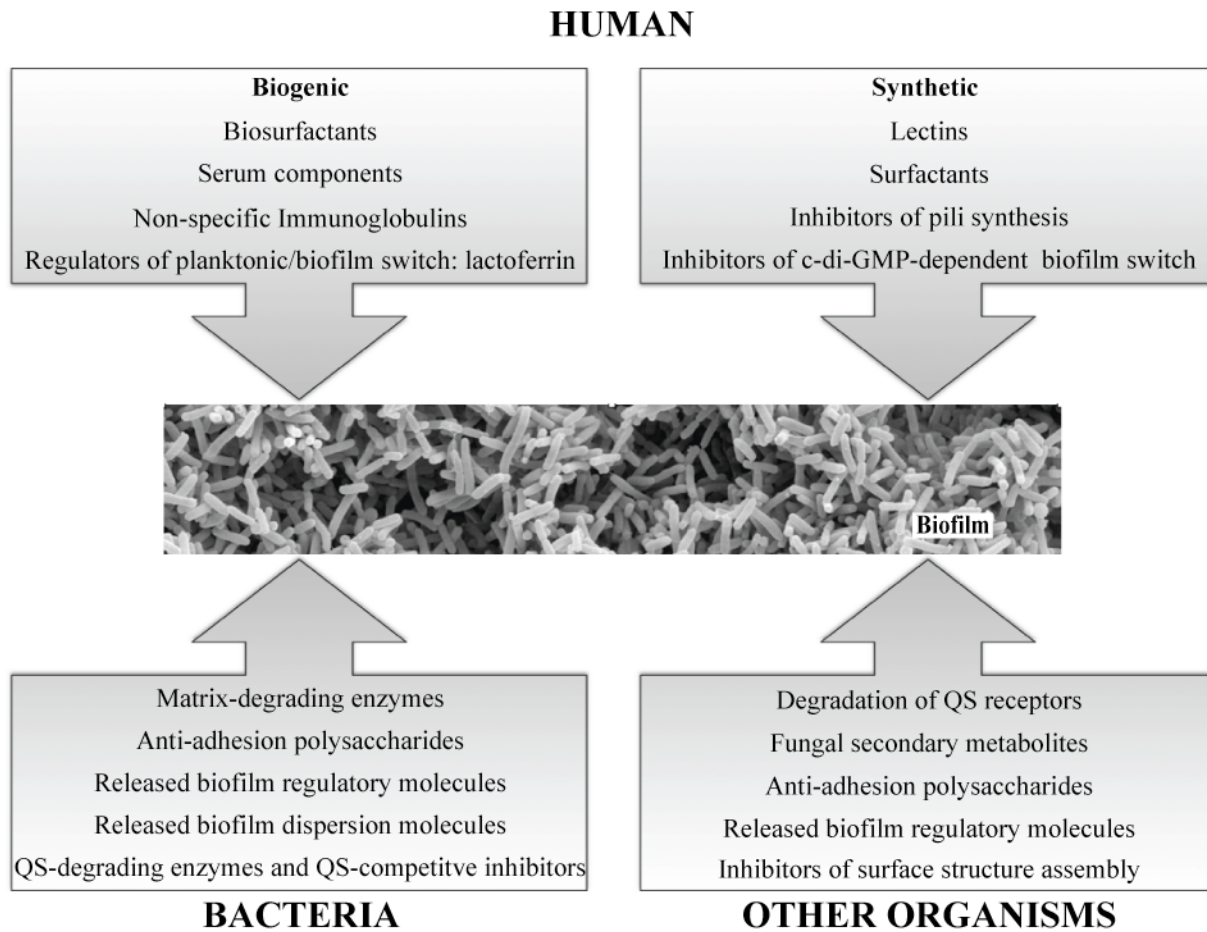 HUMAN
Biogenic
Biosurfactants
Serum components
Non-specific Immunoglobulins
Regulators of planktonic/biofilm switch: lactoferrin
Synthetic
Lectins
Surfactants
Inhibitors of pili synthesis
Inhibitors of c-di-GMP-dependent biofilm switch
Biofilm
Matrix-degrading enzymes
Anti-adhesion polysaccharides
Released biofilm regulatory molecules
Released biofilm dispersion molecules
QS-degrading enzymes and QS-competitve inhibitors
BACTERIA
Degradation of QS receptors
Fungal secondary metabolites
Anti-adhesion polysaccharides
Released biofilm regulatory molecules
Inhibitors of surface structure assembly
OTHER ORGANISMS